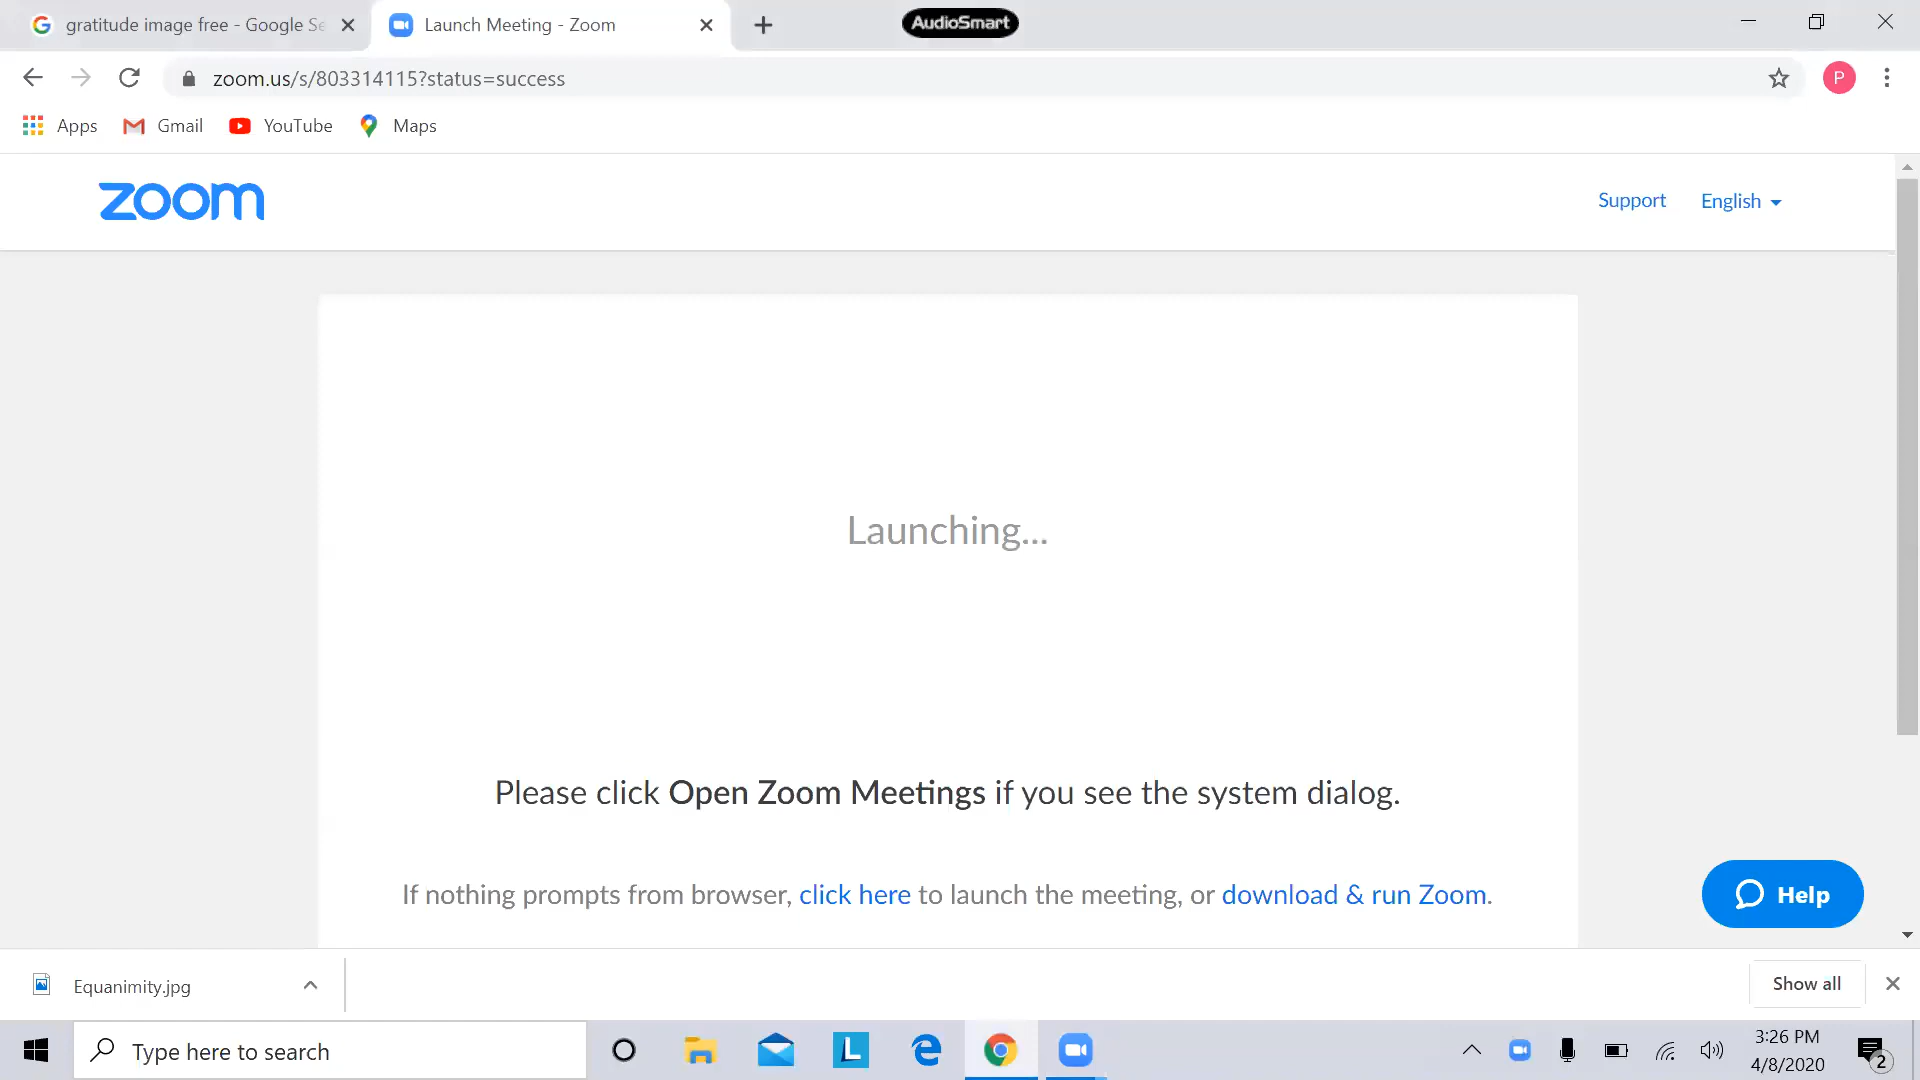 gratitude image free - Google Se
Launch Meeting - Zoom
AudioSmart
zoom.us/s/803314115?status=success
P
Apps
Gmail
YouTube
Maps
zoom
Support
English
Launching...
Please click Open Zoom Meetings if you see the system dialog.
If nothing prompts from browser, click here to launch the meeting, or download & run Zoom.
Help
Equanimity.jpg
Show all
Type here to search
L
3:26 PM
4/8/2020
2